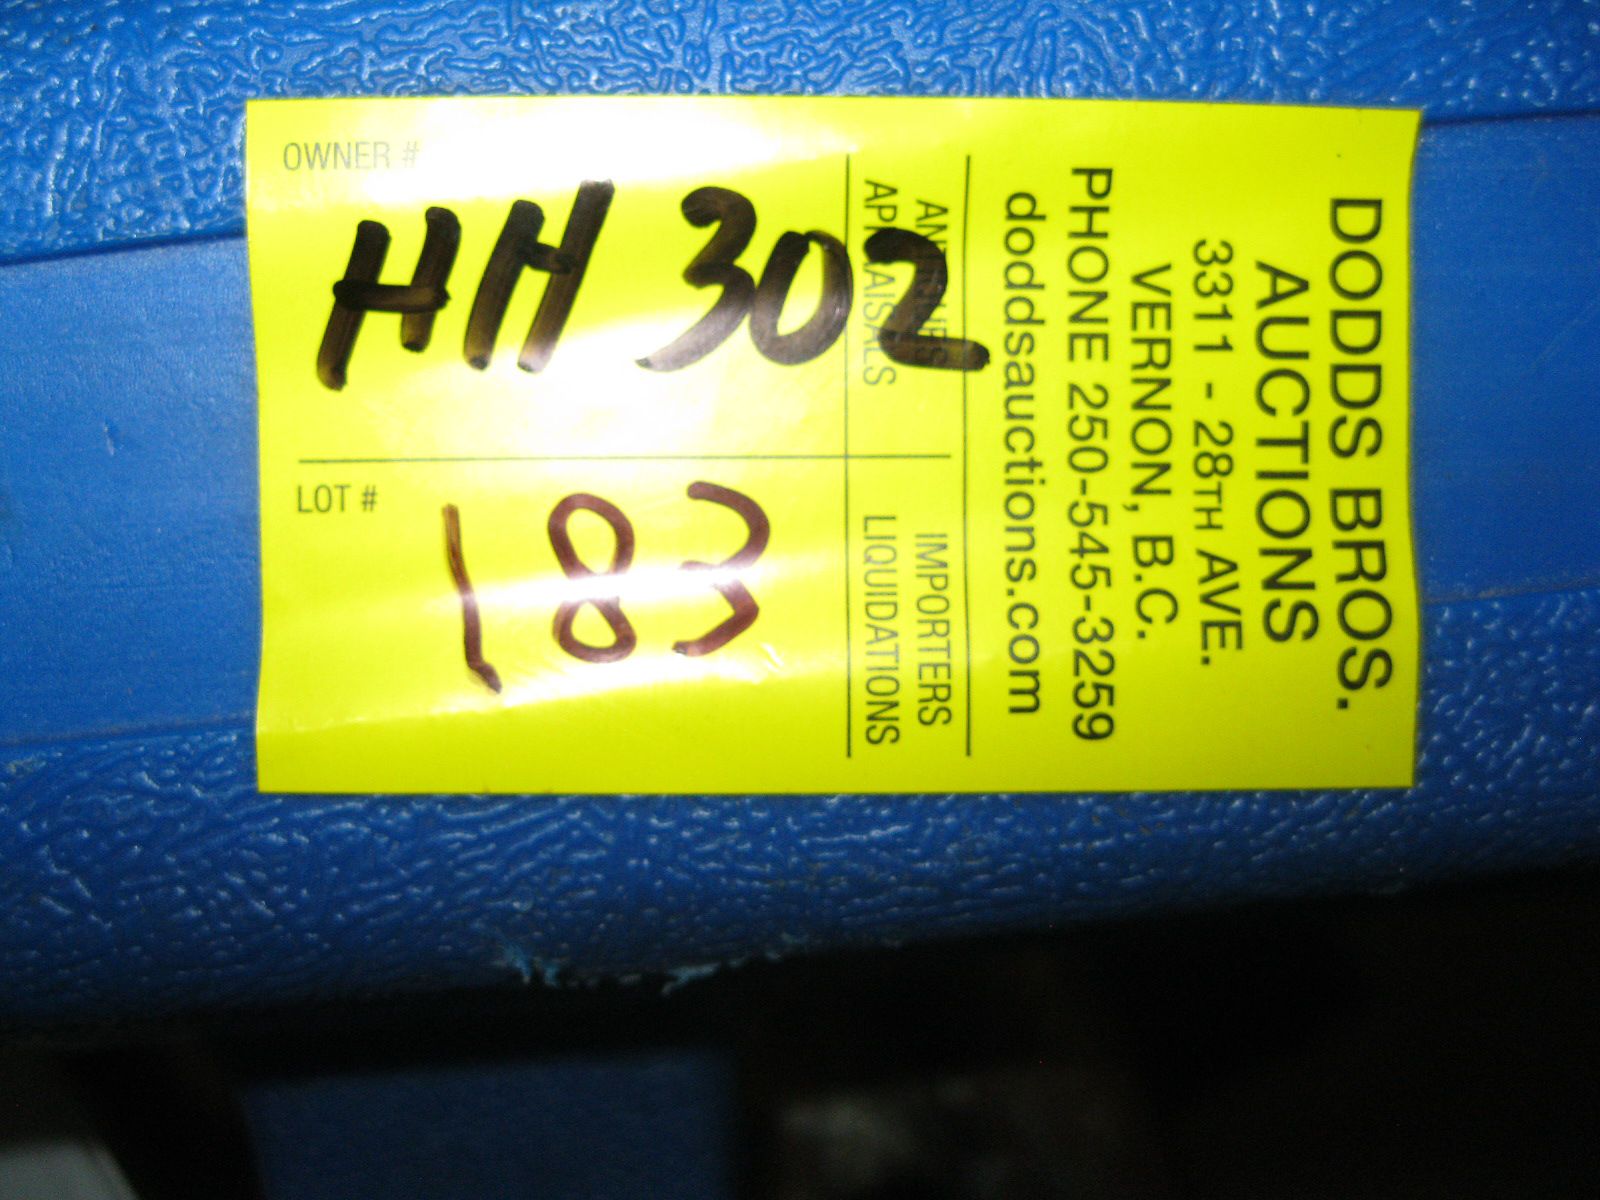 DODDS BROS.
AUCTIONS
3311 - 28TH AVE.
VERNON, B.C.
PHONE 250-545-3259
doddsauctions.com
ANTIQUES
APPRAISALS
IMPORTERS
LIQUIDATIONS
OWNER #
HH 302
LOT #
183